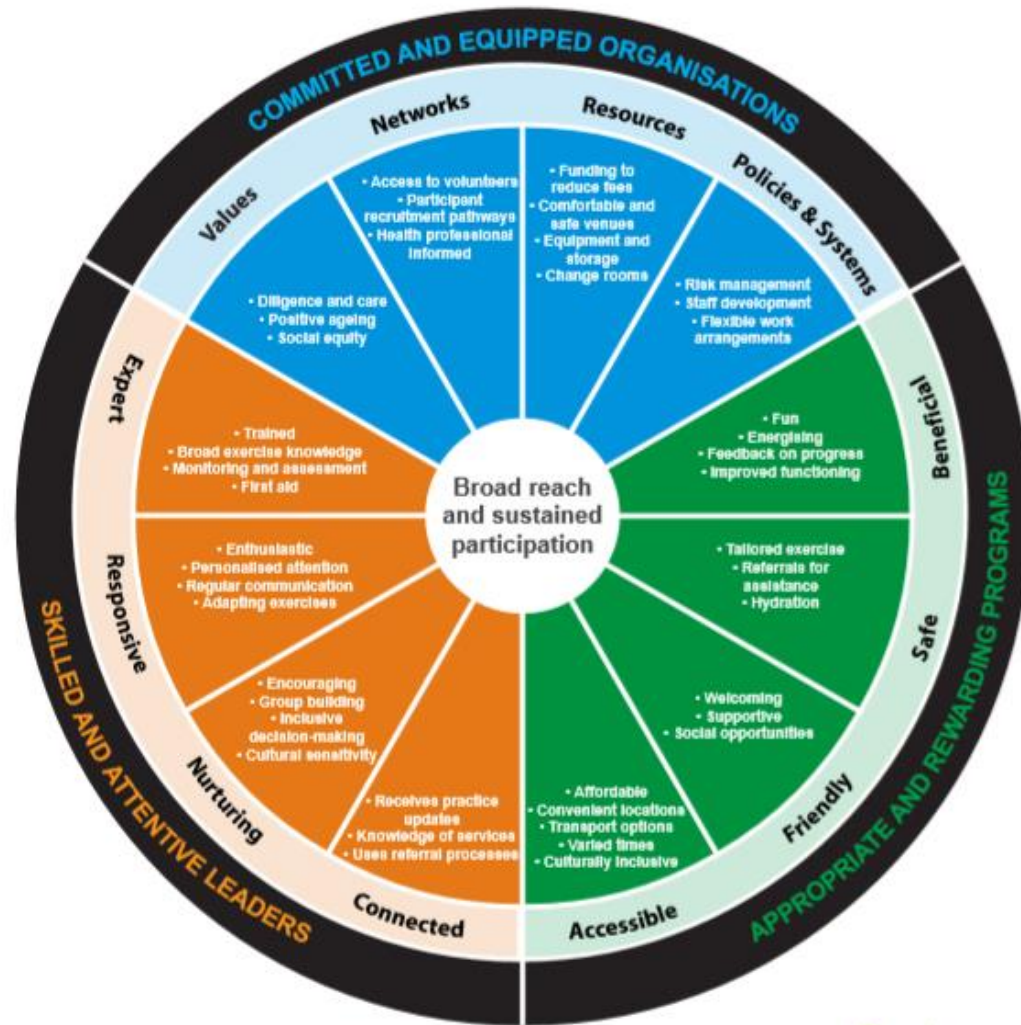 COMMITTED AND EQUIPPED ORGANISATIONS
Values
• Diligence and care
• Positive ageing
• Social equity
Networks
• Access to volunteers
• Participant
recruitment pathways
• Health professional
informed
Resources
• Funding to
reduce fees
• Comfortable and
safe venues
• Equipment and
storage
• Change rooms
Policies & Systems
• Risk management
• Staff development
• Flexible work
arrangements
APPROPRIATE AND REWARDING PROGRAMS
Beneficial
• Fun
• Energising
• Feedback on progress
• Improved functioning
Safe
• Tailored exercise
• Referrals for
assistance
• Hydration
Friendly
• Welcoming
• Supportive
• Social opportunities
Accessible
• Affordable
• Convenient locations
• Transport options
• Varied times
• Culturally inclusive
SKILLED AND ATTENTIVE LEADERS
Connected
• Receives practice
updates
• Knowledge of services
• Uses referral processes
Nurturing
• Encouraging
• Group building
• Inclusive
decision-making
• Cultural sensitivity
Responsive
• Enthusiastic
• Personalised attention
• Regular communication
• Adapting exercises
Expert
• Trained
• Broad exercise knowledge
• Monitoring and assessment
• First aid
Broad reach
and sustained
participation